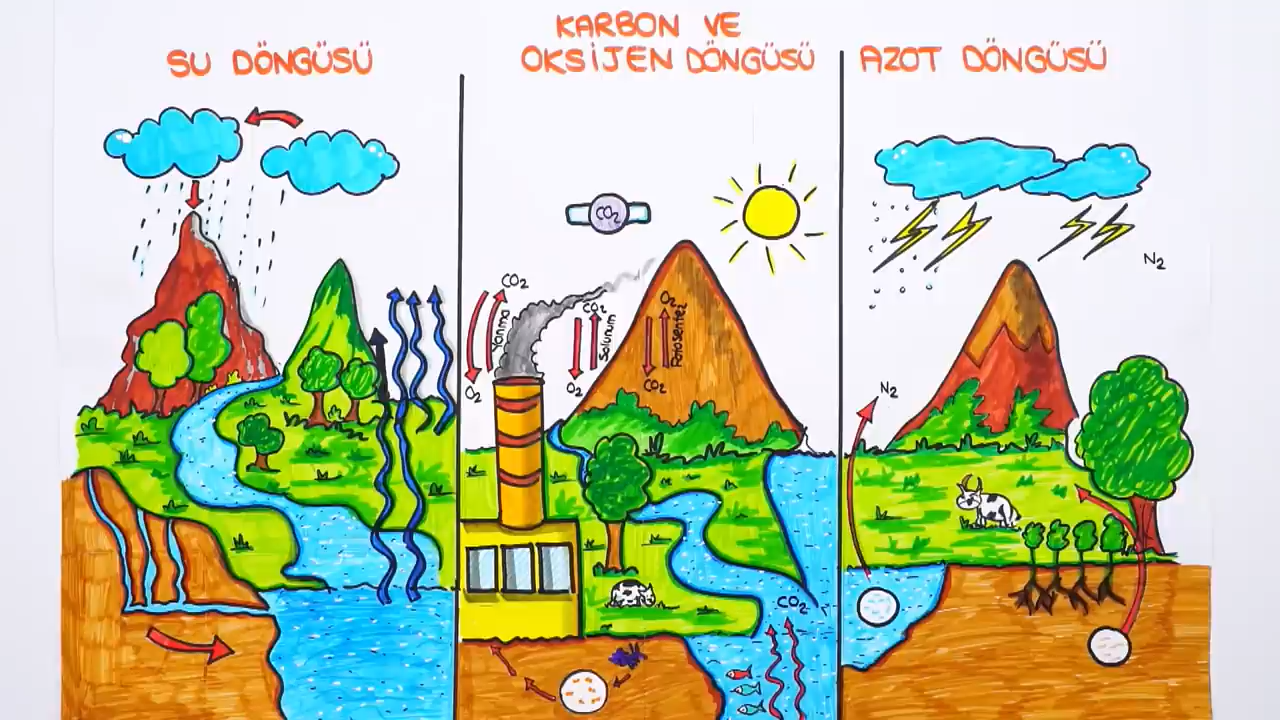 SU DÖNGÜSÜ
KARBON VE
OKSİJEN DÖNGÜSÜ
AZOT DÖNGÜSÜ
CO₂
CO₂
Yanma
O₂
CO₂
Solunum
O₂
O₂
Fotosentez
CO₂
CO₂
N₂
N₂